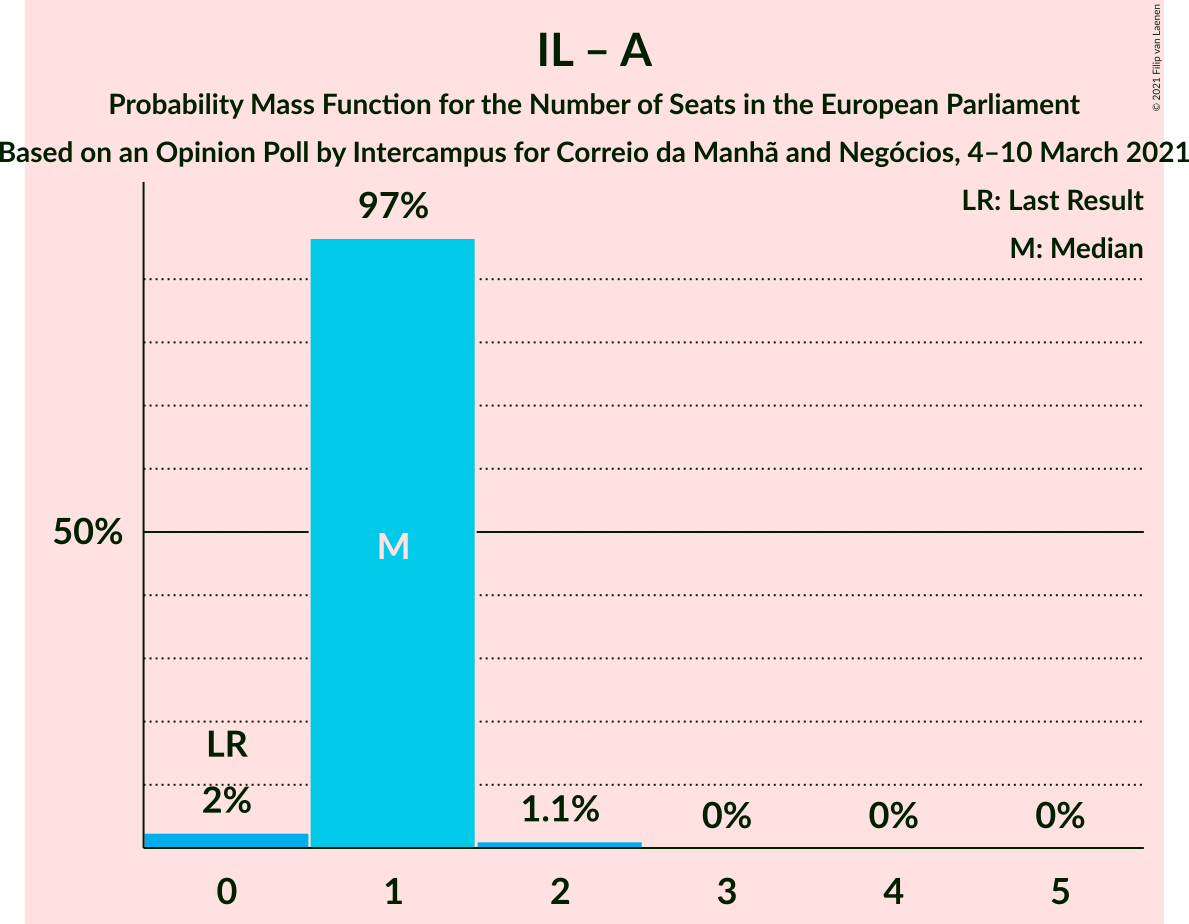 IL – A
Probability Mass Function for the Number of Seats in the European Parliament
Based on an Opinion Poll by Intercampus for Correio da Manhã and Negócios, 4–10 March 2021
© 2021 Filip van Laenen
LR: Last Result
M: Median
97%
50%
M
LR
2%
1.1%
0%
0%
0%
0
1
2
3
4
5